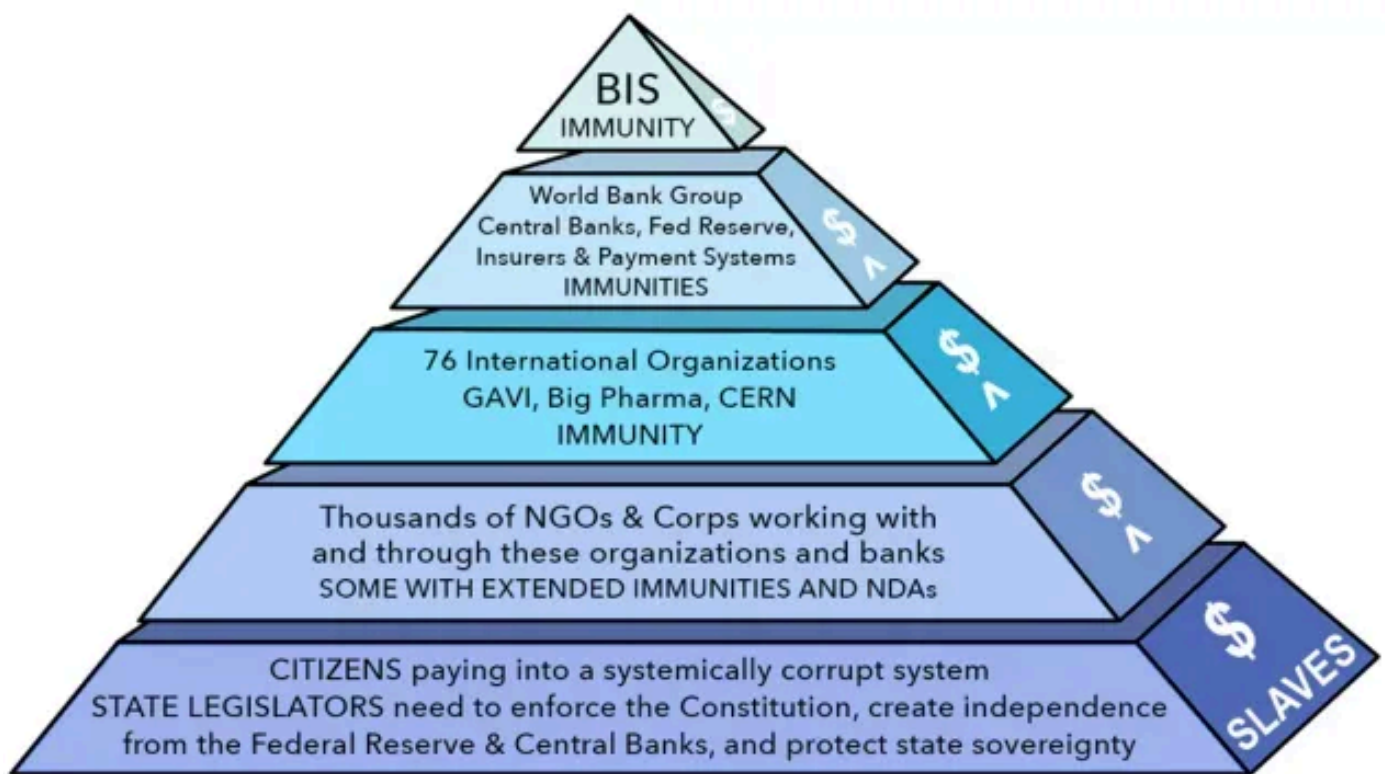 BIS
IMMUNITY
$
World Bank Group
Central Banks, Fed Reserve,
Insurers & Payment Systems
IMMUNITIES
$
^
76 International Organizations
GAVI, Big Pharma, CERN
IMMUNITY
$
^
Thousands of NGOs & Corps working with
and through these organizations and banks
SOME WITH EXTENDED IMMUNITIES AND NDAs
$
^
CITIZENS paying into a systemically corrupt system
STATE LEGISLATORS need to enforce the Constitution, create independence
from the Federal Reserve & Central Banks, and protect state sovereignty
$
SLAVES